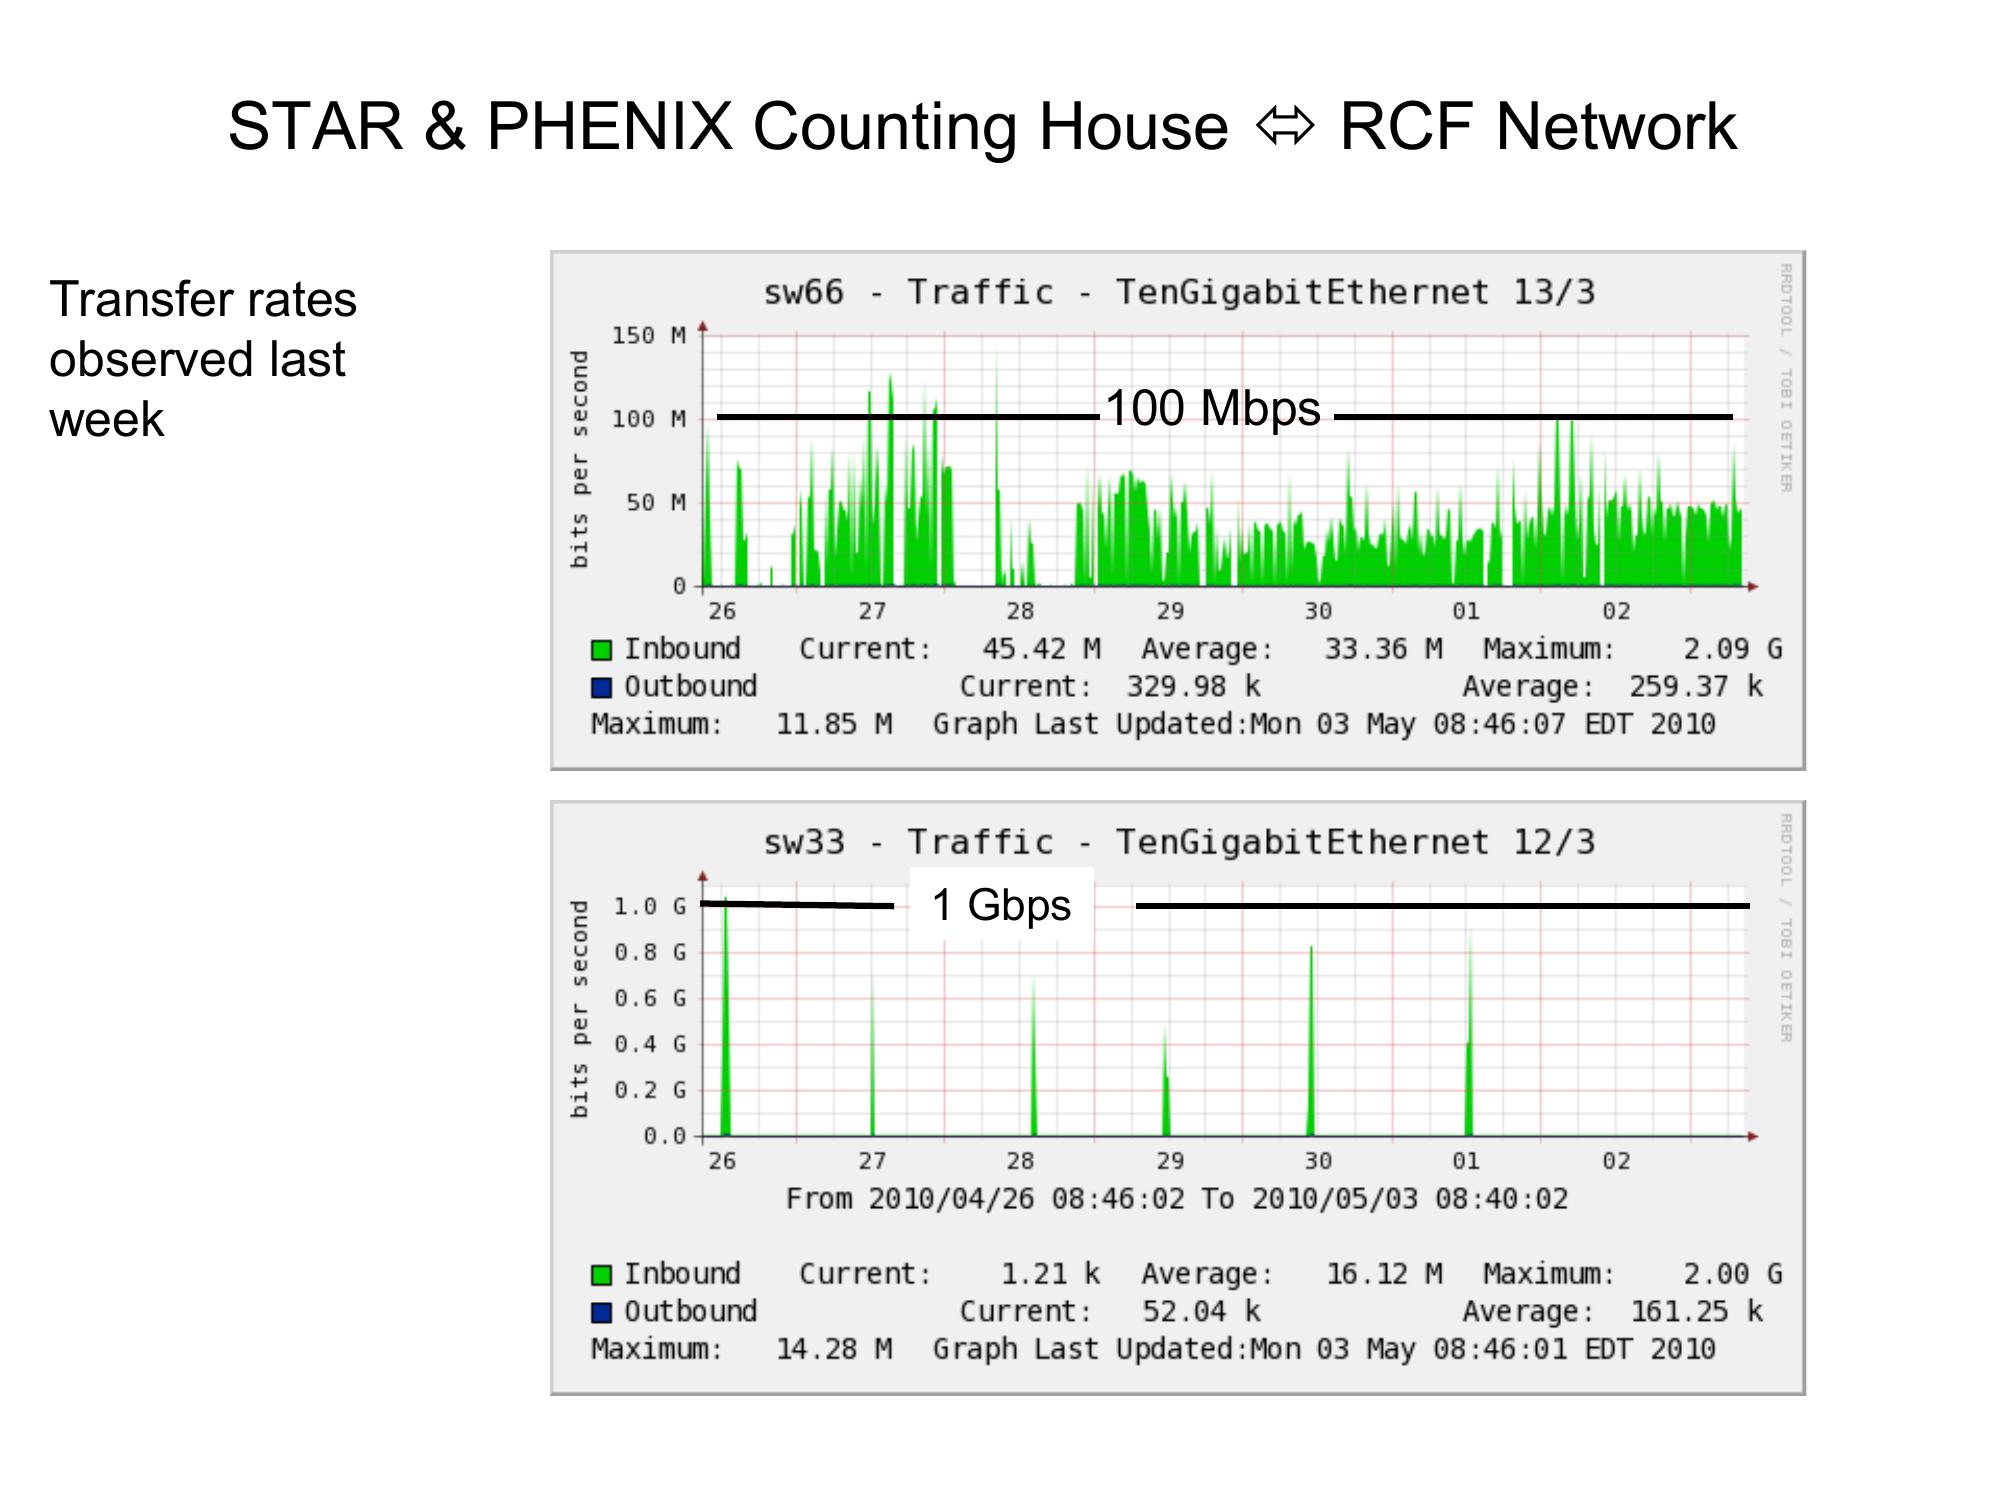 STAR & PHENIX Counting House ⬄ RCF Network
Transfer rates
observed last
week
sw66 - Traffic - TenGigabitEthernet 13/3
RRDTOOL / TOBI OETIKER
bits per second
150 M
100 M
50 M
0
100 Mbps
26 27 28 29 30 01 02
Inbound Current: 45.42 M Average: 33.36 M Maximum: 2.09 G
Outbound Current: 329.98 k Average: 259.37 k
Maximum: 11.85 M Graph Last Updated:Mon 03 May 08:46:07 EDT 2010
sw33 - Traffic - TenGigabitEthernet 12/3
RRDTOOL / TOBI OETIKER
bits per second
1.0 G
0.8 G
0.6 G
0.4 G
0.2 G
0.0
1 Gbps
26 27 28 29 30 01 02
From 2010/04/26 08:46:02 To 2010/05/03 08:40:02
Inbound Current: 1.21 k Average: 16.12 M Maximum: 2.00 G
Outbound Current: 52.04 k Average: 161.25 k
Maximum: 14.28 M Graph Last Updated:Mon 03 May 08:46:01 EDT 2010